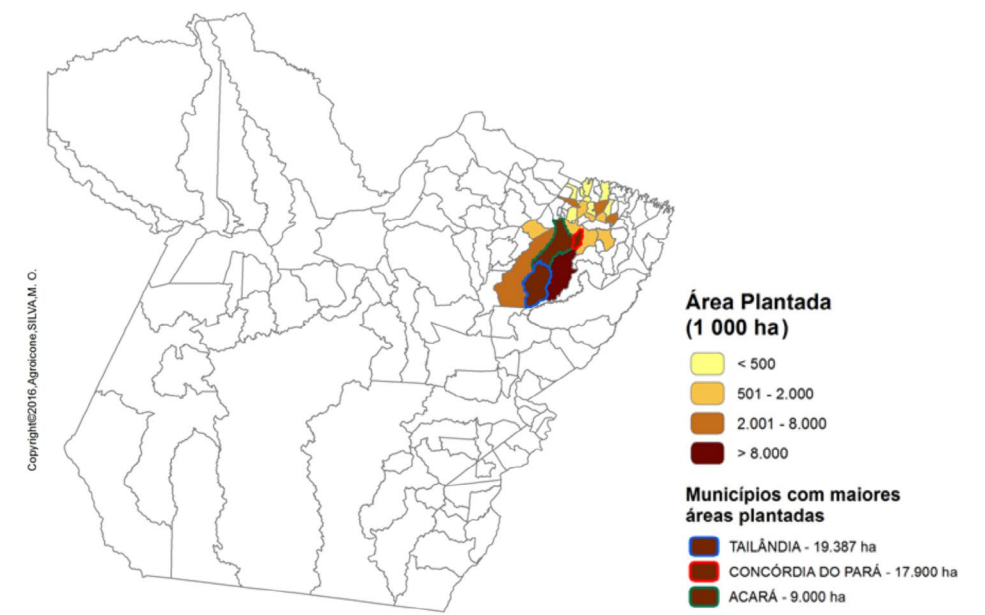 Copyright©2016,Agroicone,SILVA,M. O.
Área Plantada
(1 000 ha)
< 500
501 - 2.000
2.001 - 8.000
> 8.000
Municípios com maiores
áreas plantadas
TAILÂNDIA - 19.387 ha
CONCÓRDIA DO PARÁ - 17.900 ha
ACARÁ - 9.000 ha